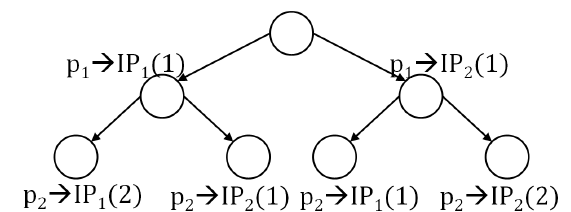 p₁→IP₁(1) p₁→IP₂(1)
p₂→IP₁(2) p₂→IP₂(1) p₂→IP₁(1) p₂→IP₂(2)